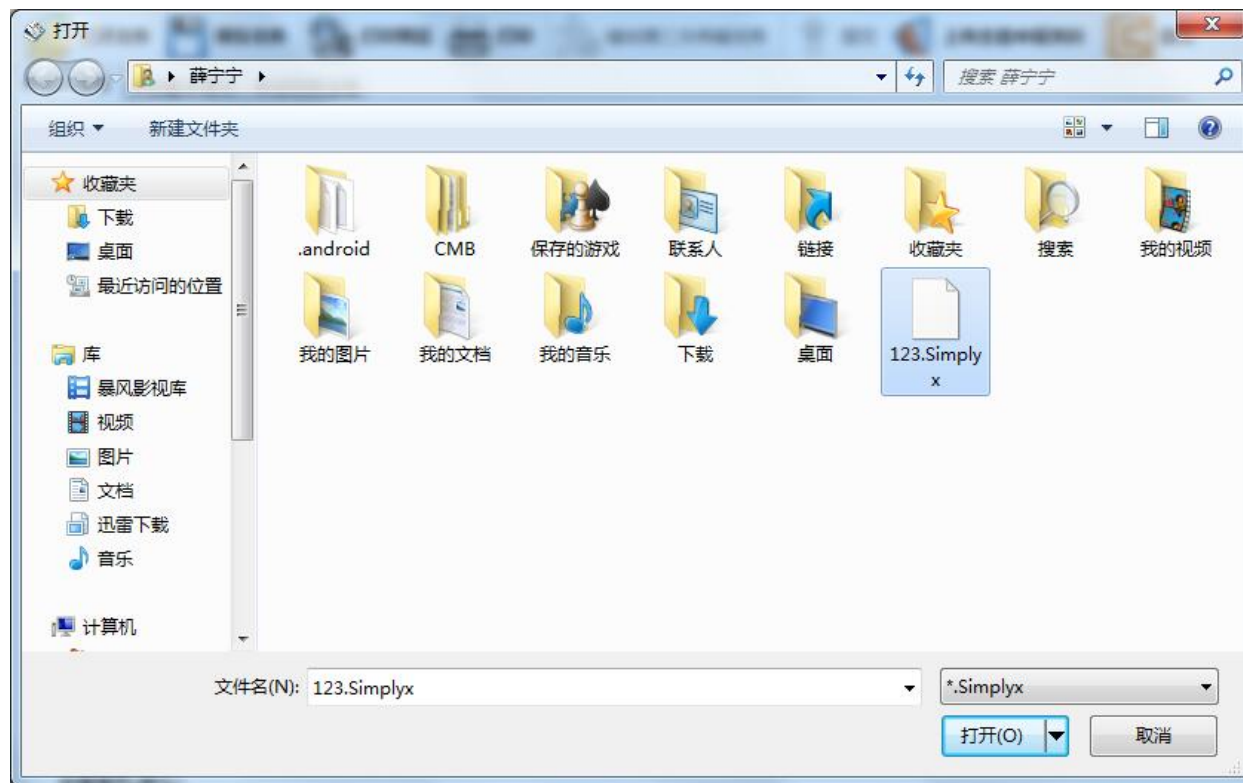 打开
薛宁宁
搜索 薛宁宁
组织
新建文件夹
收藏夹
下载
桌面
最近访问的位置
库
暴风影视库
视频
图片
文档
迅雷下载
音乐
计算机
.android
CMB
保存的游戏
联系人
链接
收藏夹
搜索
我的视频
我的图片
我的文档
我的音乐
下载
桌面
123.Simply
x
文件名(N):
123.Simplyx
*.Simplyx
打开(O)
取消